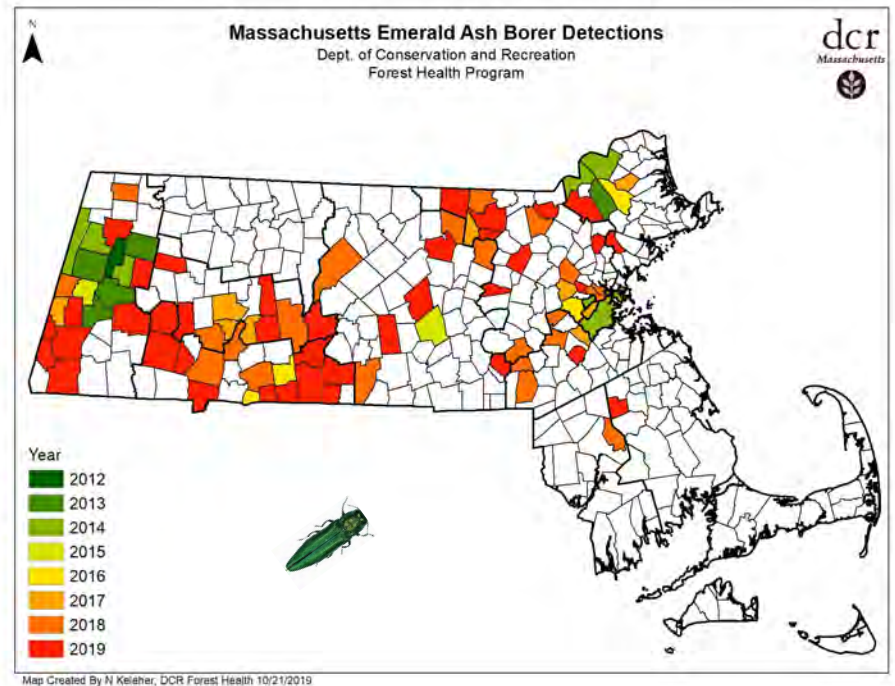 N
Massachusetts Emerald Ash Borer Detections
Dept. of Conservation and Recreation
Forest Health Program
dcr
Massachusetts
Year
2012
2013
2014
2015
2016
2017
2018
2019
Map Created By N Keleher, DCR Forest Health 10/21/2019